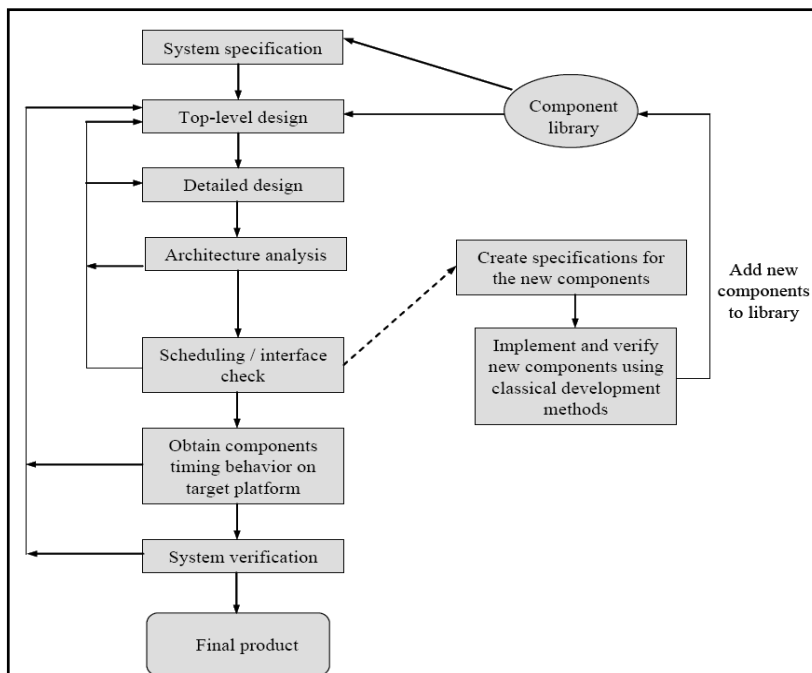 System specification
Component
library
Top-level design
Detailed design
Architecture analysis
Create specifications for
the new components
Add new
components
to library
Scheduling / interface
check
Implement and verify
new components using
classical development
methods
Obtain components
timing behavior on
target platform
System verification
Final product